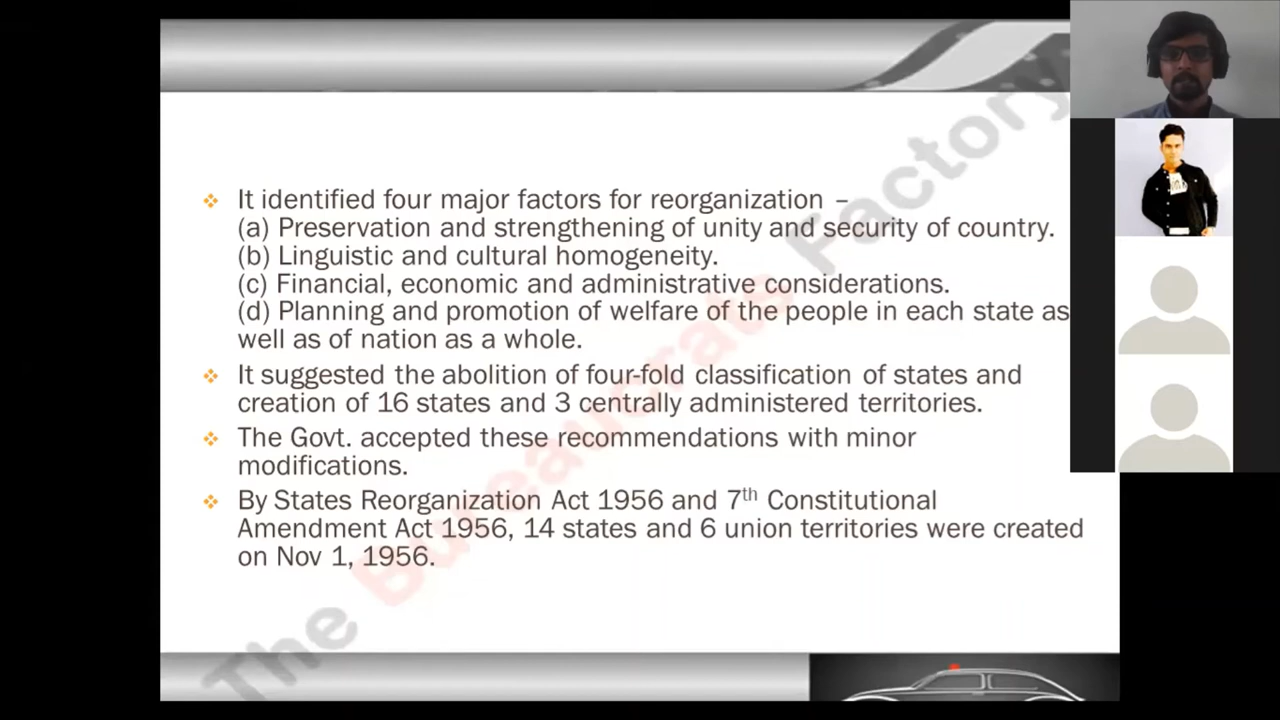 It identified four major factors for reorganization –
(a) Preservation and strengthening of unity and security of country.
(b) Linguistic and cultural homogeneity.
(c) Financial, economic and administrative considerations.
(d) Planning and promotion of welfare of the people in each state as
well as of nation as a whole.
It suggested the abolition of four-fold classification of states and
creation of 16 states and 3 centrally administered territories.
The Govt. accepted these recommendations with minor
modifications.
By States Reorganization Act 1956 and 7th Constitutional
Amendment Act 1956, 14 states and 6 union territories were created
on Nov 1, 1956.
The Bureaucrats Factory